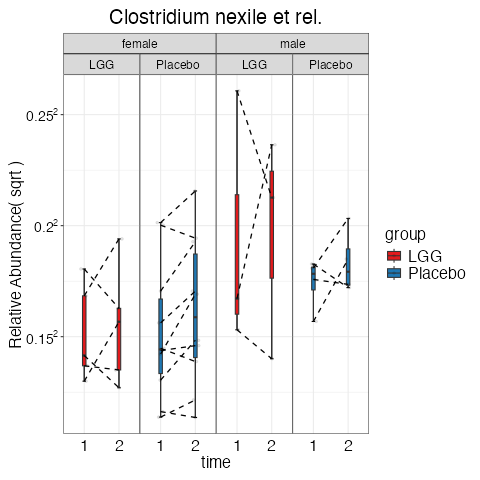 Clostridium nexile et rel.
female male
LGG Placebo LGG Placebo
Relative Abundance( sqrt )
0.25²
0.2²
0.15²
1 2 1 2 1 2 1 2
time
group
LGG
Placebo